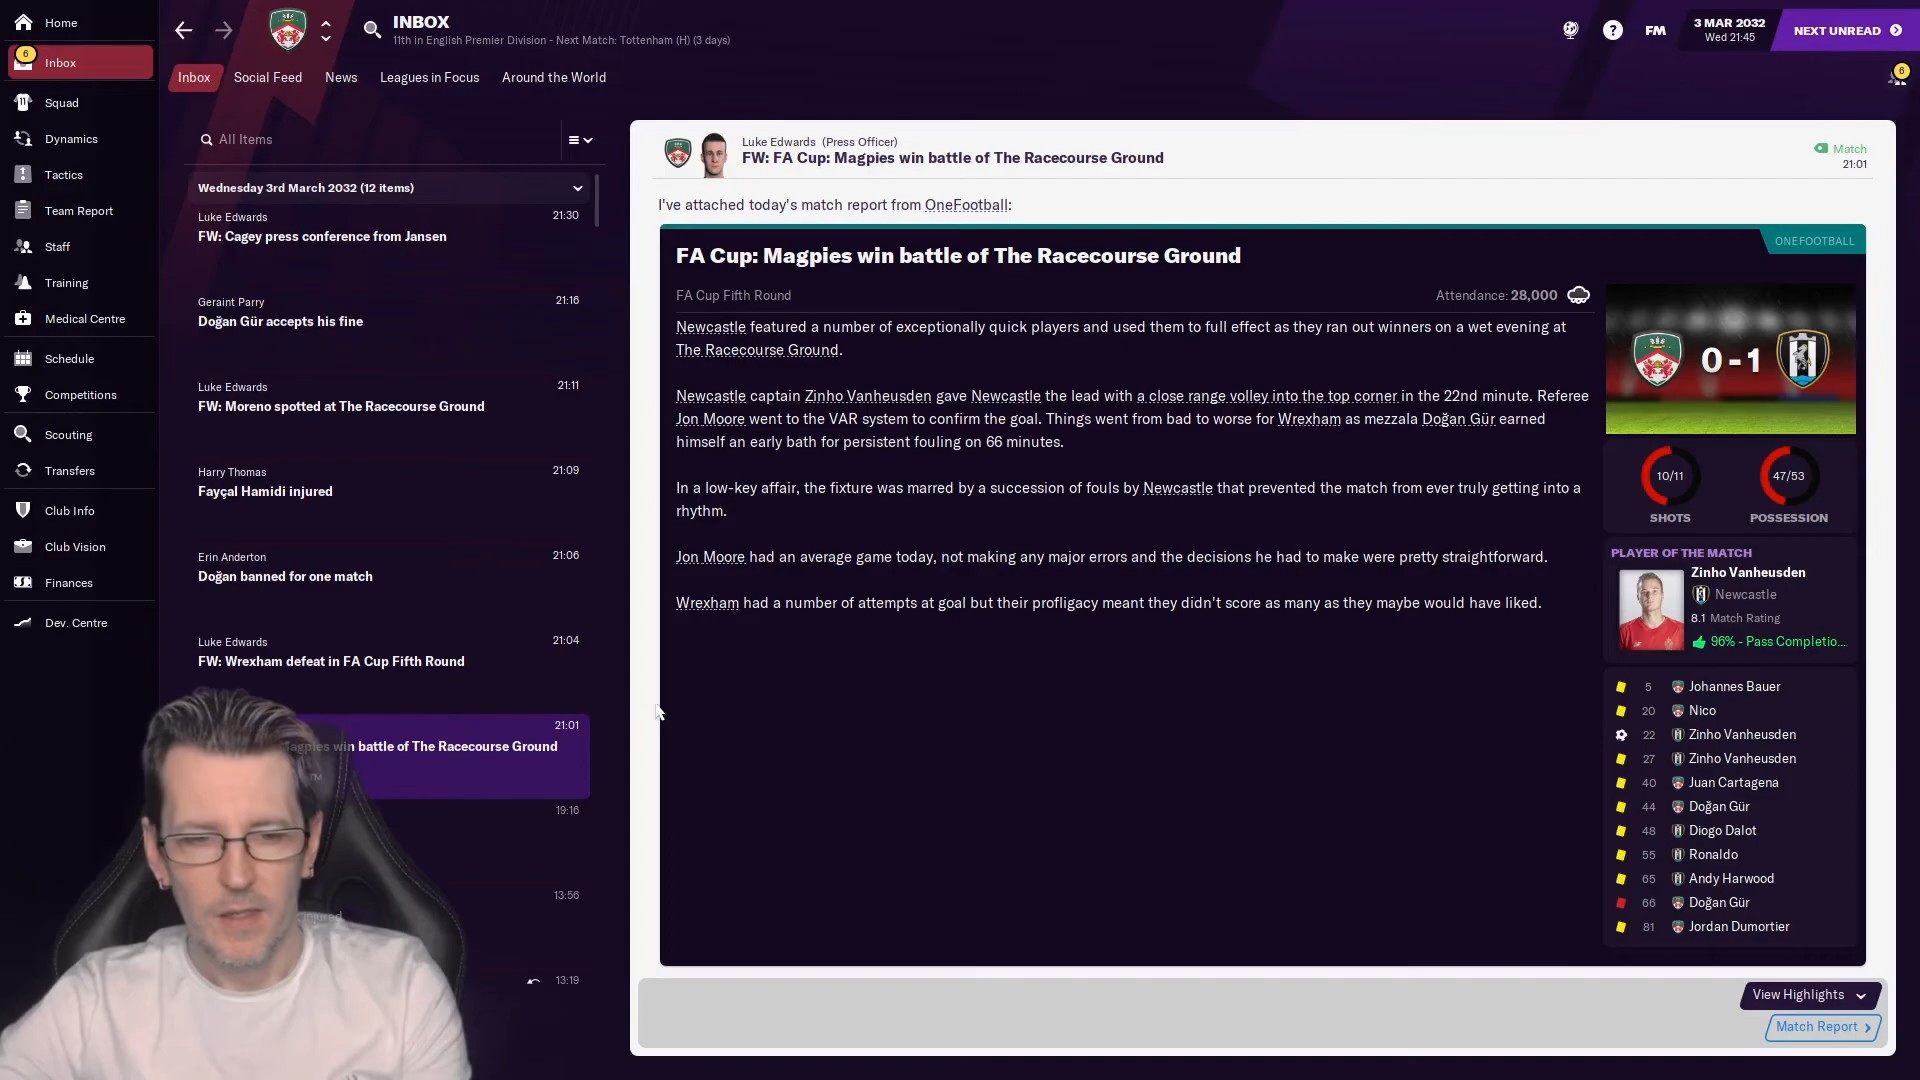 Home
6
Inbox
Squad
Dynamics
Tactics
Team Report
Staff
Training
Medical Centre
Schedule
Competitions
Scouting
Transfers
Club Info
Club Vision
Finances
Dev. Centre
INBOX
11th in English Premier Division - Next Match: Tottenham (H) (3 days)
FM
3 MAR 2032
Wed 21:45
NEXT UNREAD
6
Inbox Social Feed News Leagues in Focus Around the World
All Items
Wednesday 3rd March 2032 (12 items)
Luke Edwards 21:30
FW: Cagey press conference from Jansen
Geraint Parry 21:16
Doğan Gür accepts his fine
Luke Edwards 21:11
FW: Moreno spotted at The Racecourse Ground
Harry Thomas 21:09
Fayçal Hamidi injured
Erin Anderton 21:06
Doğan banned for one match
Luke Edwards 21:04
FW: Wrexham defeat in FA Cup Fifth Round
21:01
Magpies win battle of The Racecourse Ground
19:16
13:56
injured
13:19
Luke Edwards (Press Officer)
FW: FA Cup: Magpies win battle of The Racecourse Ground
Match
21:01
I've attached today's match report from OneFootball:
ONEFOOTBALL
FA Cup: Magpies win battle of The Racecourse Ground
FA Cup Fifth Round Attendance: 28,000
Newcastle featured a number of exceptionally quick players and used them to full effect as they ran out winners on a wet evening at
The Racecourse Ground.
Newcastle captain Zinho Vanheusden gave Newcastle the lead with a close range volley into the top corner in the 22nd minute. Referee
Jon Moore went to the VAR system to confirm the goal. Things went from bad to worse for Wrexham as mezzala Doğan Gür earned
himself an early bath for persistent fouling on 66 minutes.
In a low-key affair, the fixture was marred by a succession of fouls by Newcastle that prevented the match from ever truly getting into a
rhythm.
Jon Moore had an average game today, not making any major errors and the decisions he had to make were pretty straightforward.
Wrexham had a number of attempts at goal but their profligacy meant they didn't score as many as they maybe would have liked.
0 - 1
10/11 47/53
SHOTS POSSESSION
PLAYER OF THE MATCH
Zinho Vanheusden
Newcastle
8.1 Match Rating
96% - Pass Completio...
5 Johannes Bauer
20 Nico
22 Zinho Vanheusden
27 Zinho Vanheusden
40 Juan Cartagena
44 Doğan Gür
48 Diogo Dalot
55 Ronaldo
65 Andy Harwood
66 Doğan Gür
81 Jordan Dumortier
View Highlights
Match Report